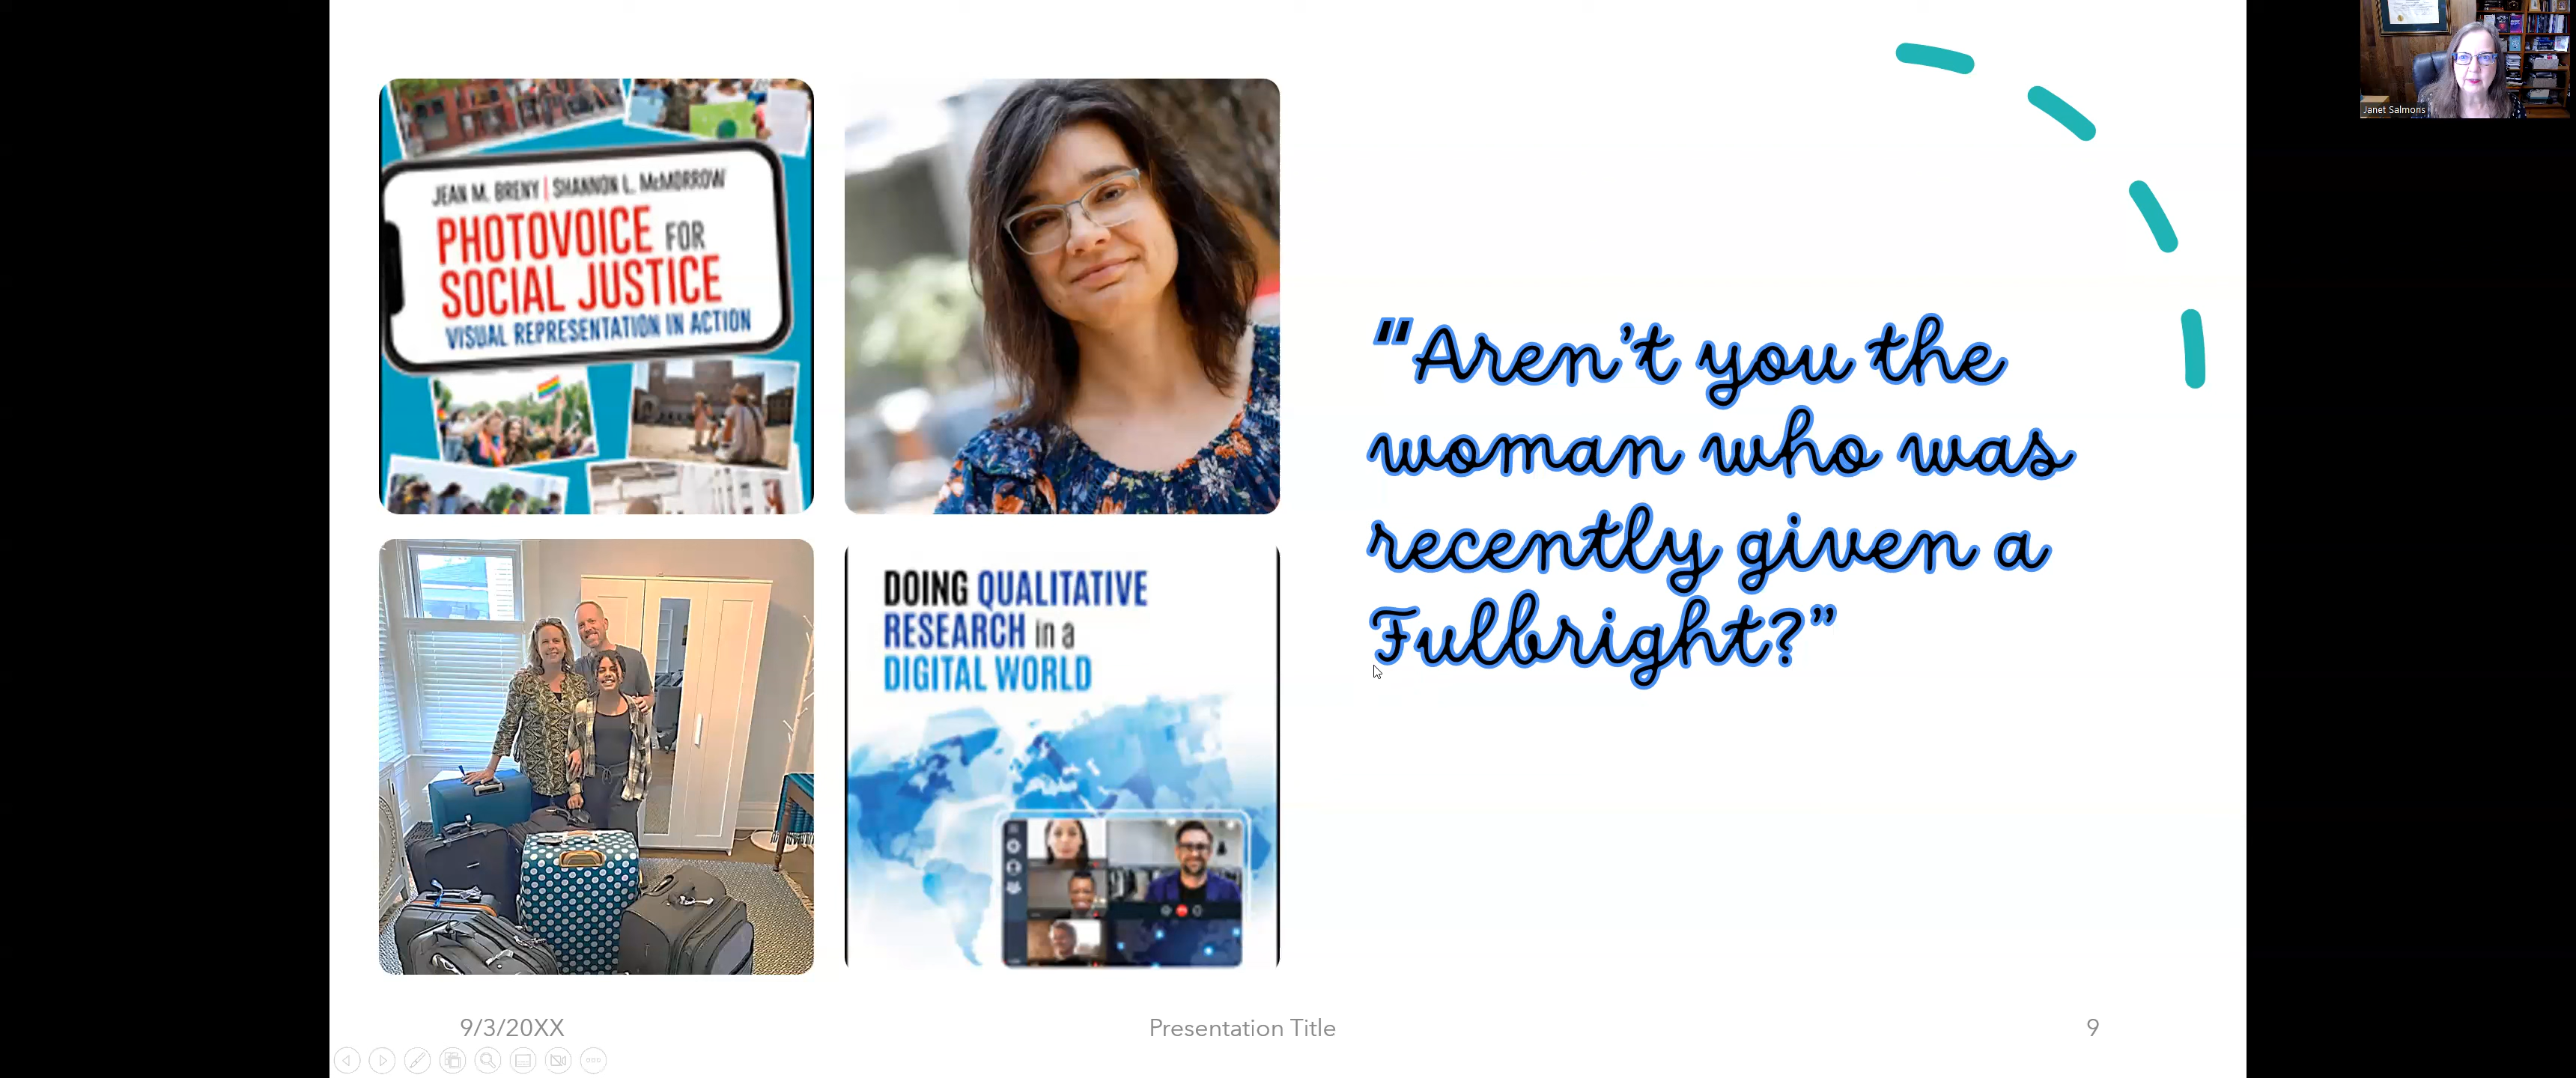 JEAN M. BRENY | SHANNON L. McMORROW
PHOTOVOICE FOR
SOCIAL JUSTICE
VISUAL REPRESENTATION IN ACTION
DOING QUALITATIVE
RESEARCH in a
DIGITAL WORLD
“Aren’t you the
woman who was
recently given a
Fulbright?”
Janet Salmons
9/3/20XX
Presentation Title
9